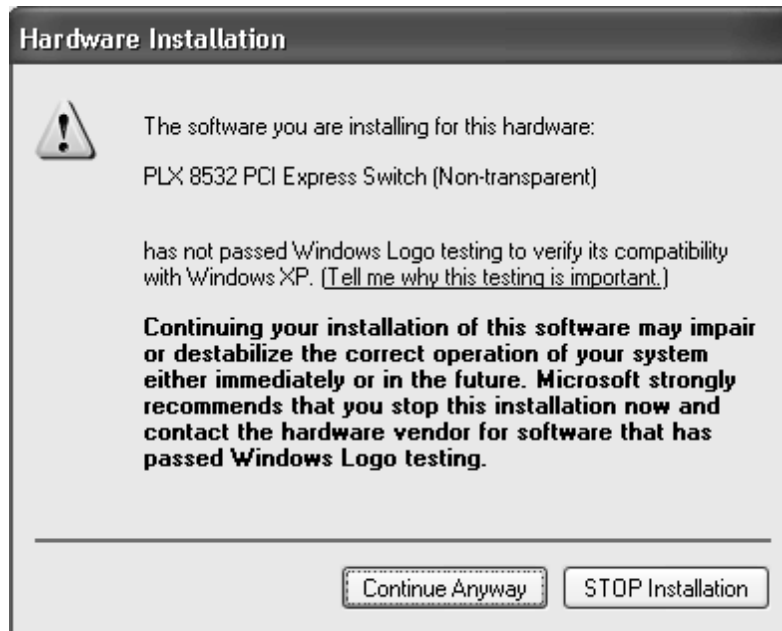 Hardware Installation
The software you are installing for this hardware:
PLX 8532 PCI Express Switch (Non-transparent)
has not passed Windows Logo testing to verify its compatibility
with Windows XP. (Tell me why this testing is important.)
Continuing your installation of this software may impair
or destabilize the correct operation of your system
either immediately or in the future. Microsoft strongly
recommends that you stop this installation now and
contact the hardware vendor for software that has
passed Windows Logo testing.
Continue Anyway
STOP Installation